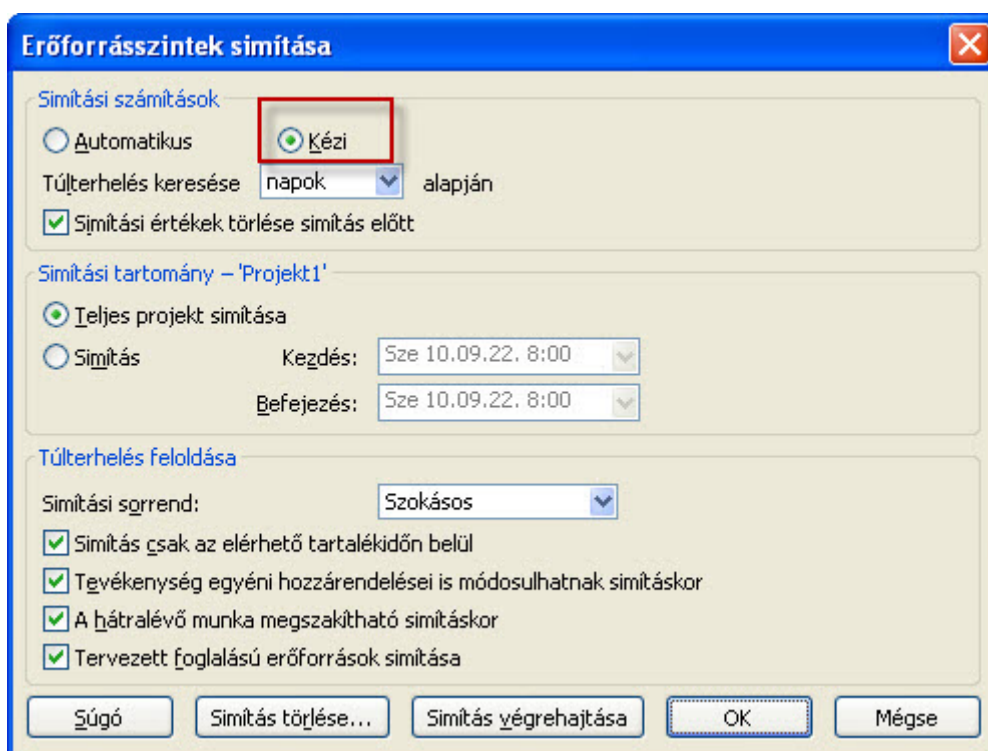 Erőforrásszintek simítása
Simítási számítások
Automatikus Kézi
Túlterhelés keresése napok alapján
Simítási értékek törlése simítás előtt
Simítási tartomány – 'Projekt1'
Teljes projekt simítása
Simítás Kezdés: Sze 10.09.22. 8:00
Befejezés: Sze 10.09.22. 8:00
Túlterhelés feloldása
Simítási sorrend: Szokásos
Simítás csak az elérhető tartalékidőn belül
Tevékenység egyéni hozzárendelései is módosulhatnak simításkor
A hátralévő munka megszakítható simításkor
Tervezett foglalású erőforrások simítása
Súgó Simítás törlése... Simítás végrehajtása OK Mégse